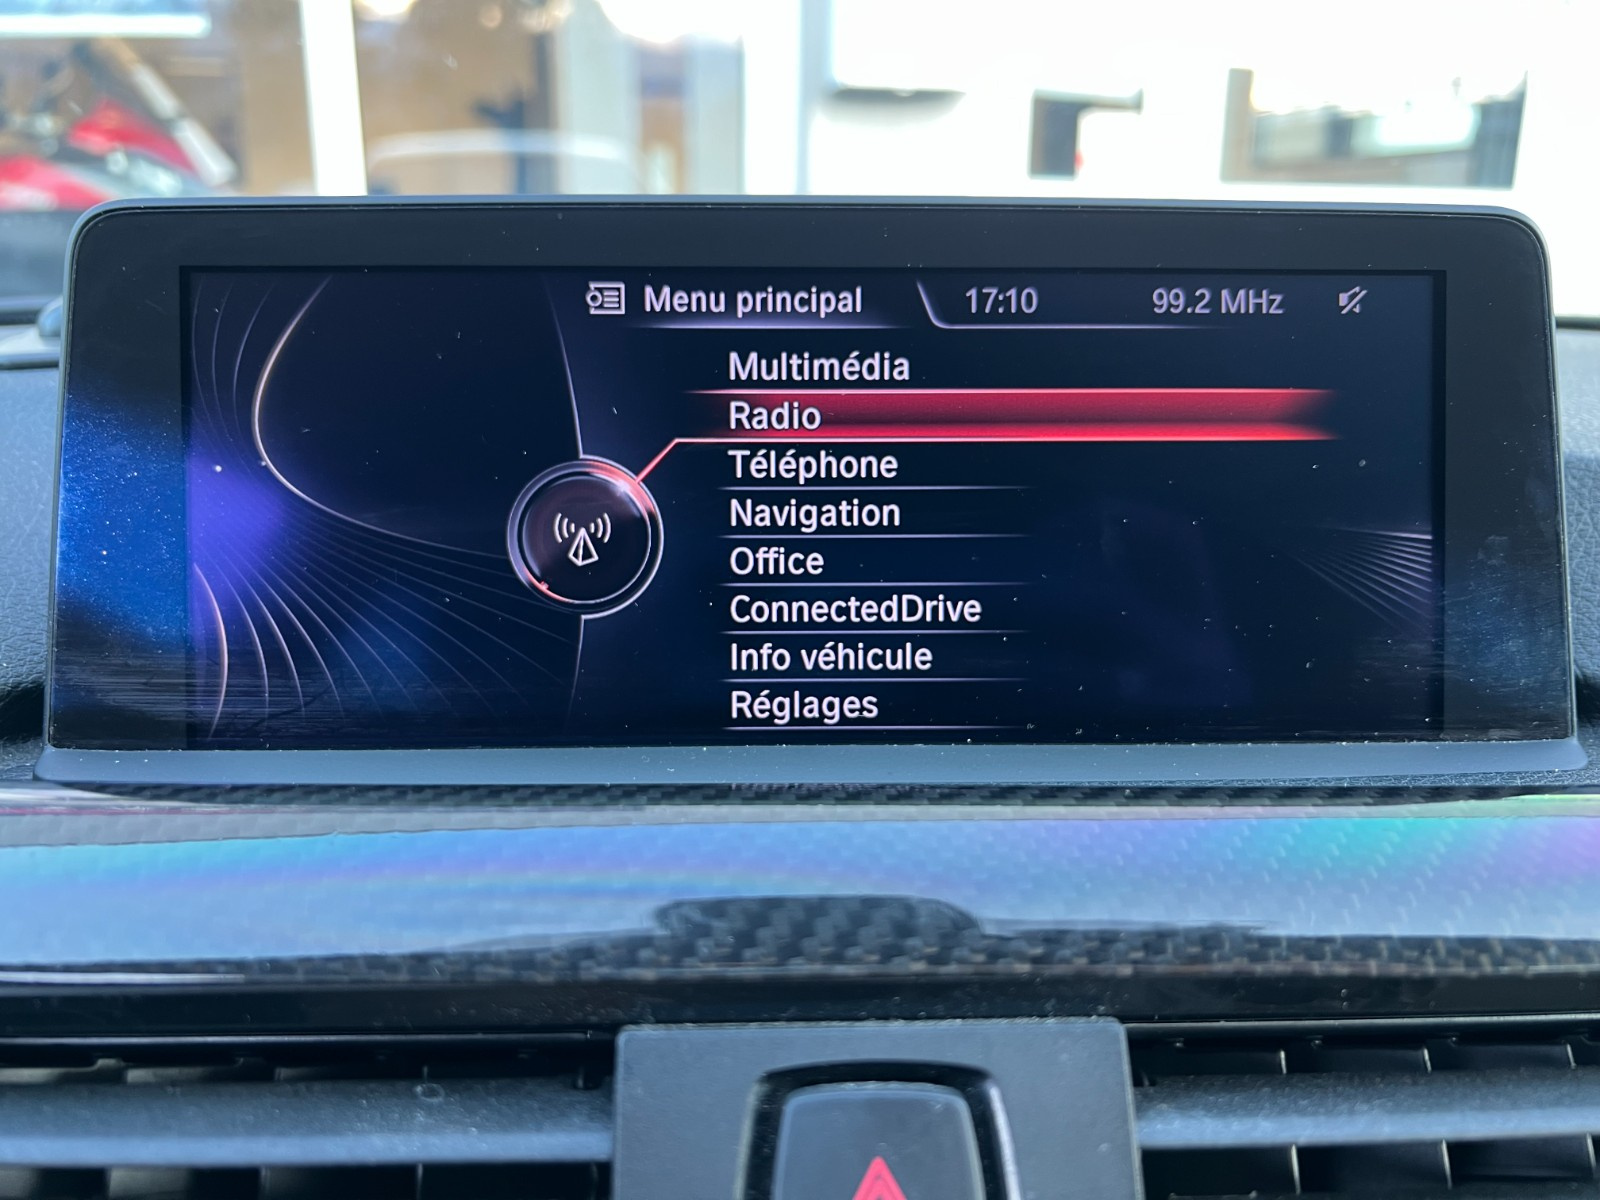 Menu principal 17:10 99.2 MHz
Multimédia
Radio
Téléphone
Navigation
Office
ConnectedDrive
Info véhicule
Réglages